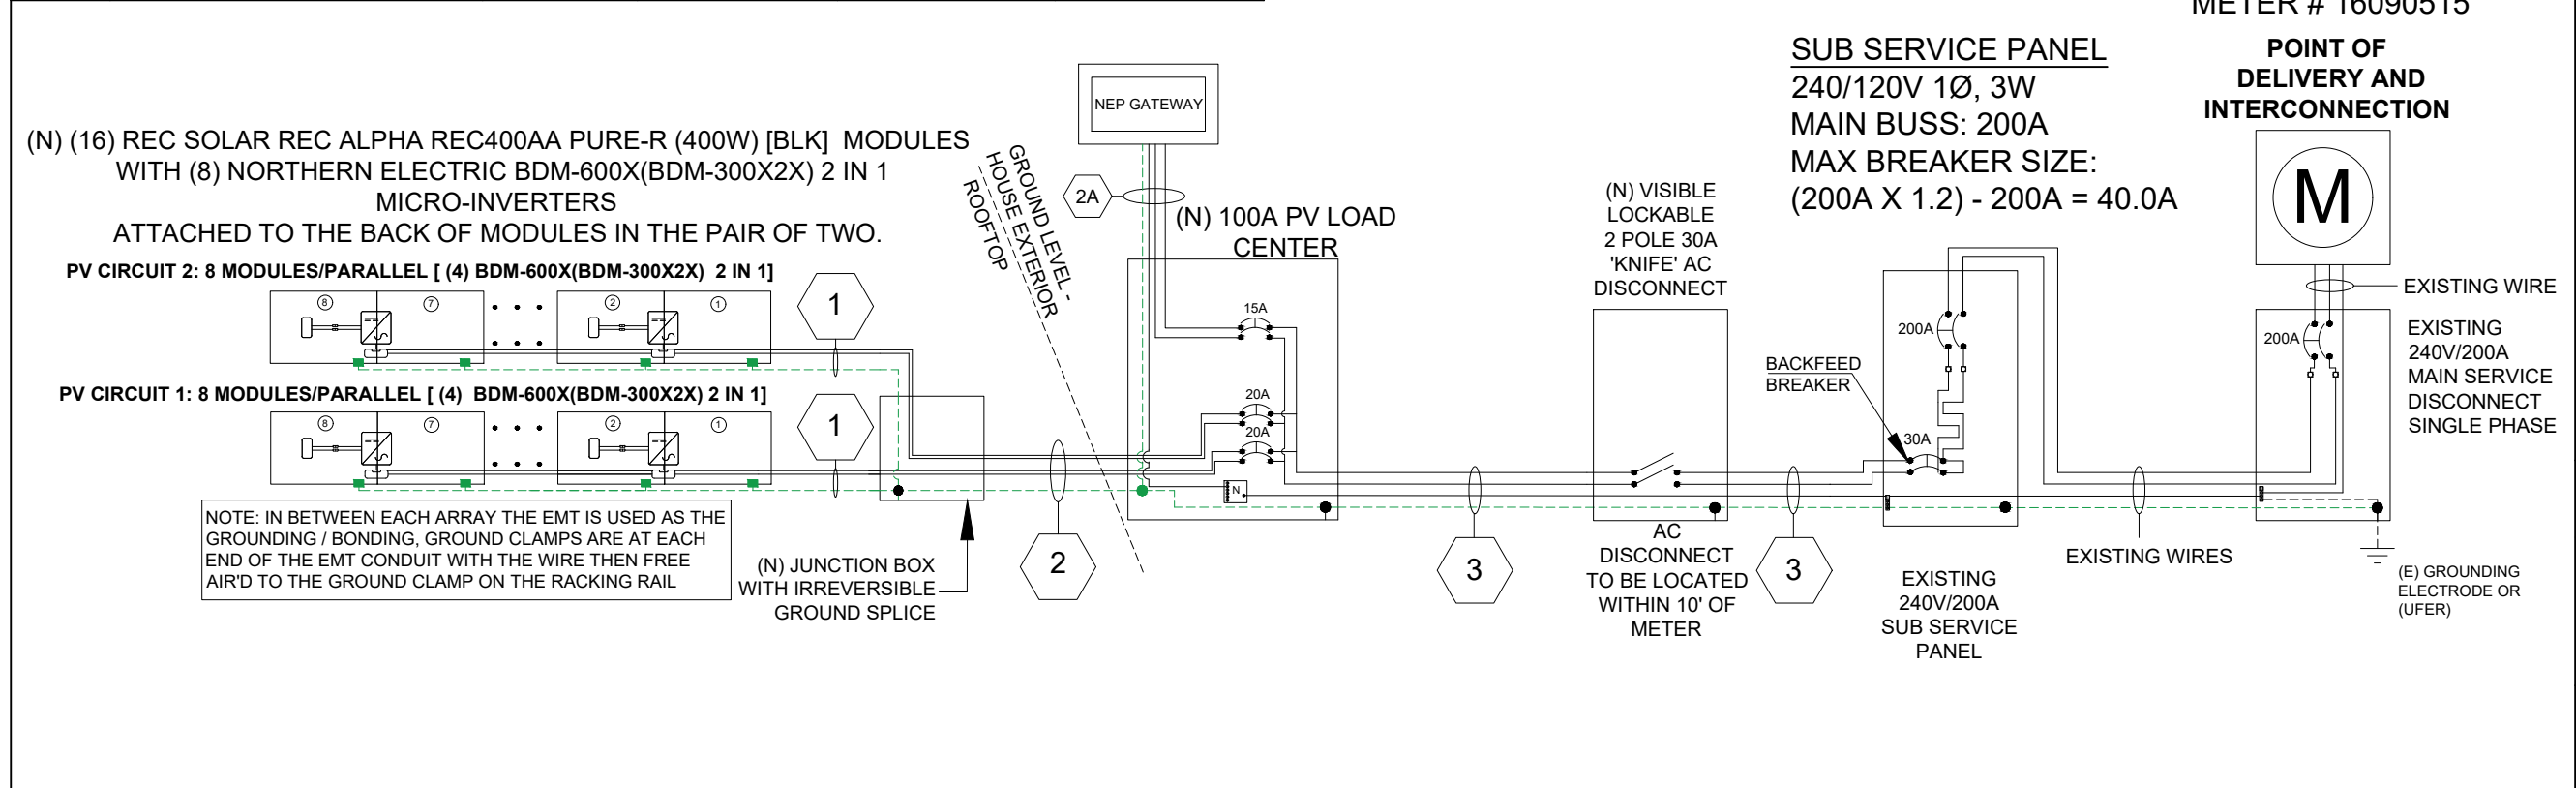 METER # 16090515
SUB SERVICE PANEL
240/120V 1Ø, 3W
MAIN BUSS: 200A
MAX BREAKER SIZE:
(200A X 1.2) - 200A = 40.0A
POINT OF
DELIVERY AND
INTERCONNECTION
M
EXISTING WIRE
NEP GATEWAY
2A
(N) (16) REC SOLAR REC ALPHA REC400AA PURE-R (400W) [BLK] MODULES
WITH (8) NORTHERN ELECTRIC BDM-600X(BDM-300X2X) 2 IN 1
MICRO-INVERTERS
ATTACHED TO THE BACK OF MODULES IN THE PAIR OF TWO.
PV CIRCUIT 2: 8 MODULES/PARALLEL [ (4) BDM-600X(BDM-300X2X) 2 IN 1]
8
7
2
1
1
PV CIRCUIT 1: 8 MODULES/PARALLEL [ (4) BDM-600X(BDM-300X2X) 2 IN 1]
8
7
2
1
1
NOTE: IN BETWEEN EACH ARRAY THE EMT IS USED AS THE
GROUNDING / BONDING, GROUND CLAMPS ARE AT EACH
END OF THE EMT CONDUIT WITH THE WIRE THEN FREE
AIR'D TO THE GROUND CLAMP ON THE RACKING RAIL
(N) JUNCTION BOX
WITH IRREVERSIBLE
GROUND SPLICE
GROUND LEVEL -
HOUSE EXTERIOR
ROOFTOP
2
(N) 100A PV LOAD
CENTER
15A
20A
20A
N
3
(N) VISIBLE
LOCKABLE
2 POLE 30A
'KNIFE' AC
DISCONNECT
AC
DISCONNECT
TO BE LOCATED
WITHIN 10' OF
METER
3
BACKFEED
BREAKER
200A
30A
EXISTING
240V/200A
SUB SERVICE
PANEL
EXISTING WIRES
200A
EXISTING
240V/200A
MAIN SERVICE
DISCONNECT
SINGLE PHASE
(E) GROUNDING
ELECTRODE OR
(UFER)